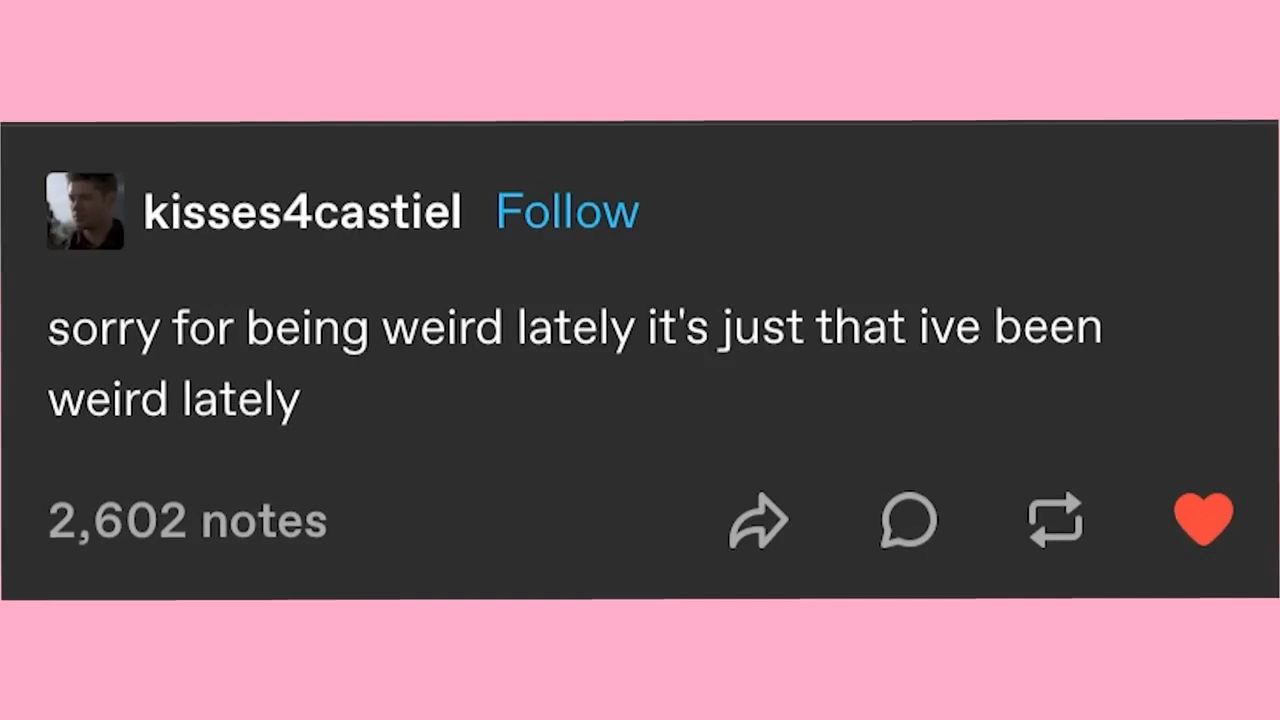 kisses4castiel Follow
sorry for being weird lately it's just that ive been
weird lately
2,602 notes